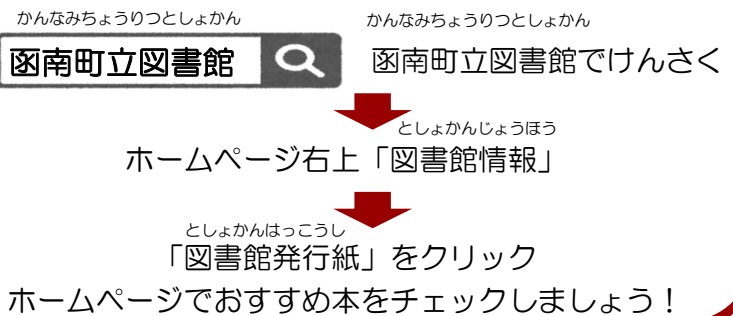 かんなみちょうりつとしょかん かんなみちょうりつとしょかん
函南町立図書館 函南町立図書館でけんさく
としょかんじょうほう
ホームページ右上「図書館情報」
としょかんはっこうし
「図書館発行紙」をクリック
ホームページでおすすめ本をチェックしましょう！